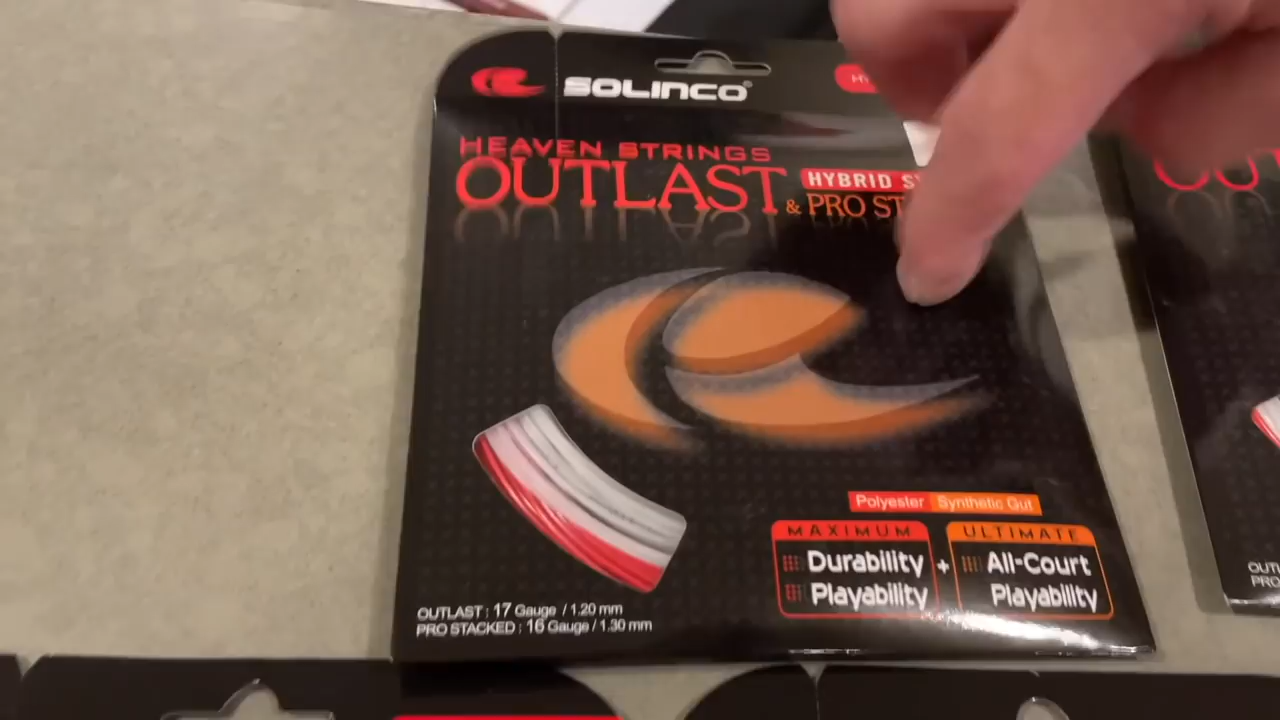 SOLINCO
HEAVEN STRINGS
OUTLAST
HYBRID
& PRO
Polyester Synthetic Gut
MAXIMUM
Durability
Playability
+
ULTIMATE
All-Court
Playability
OUTLAST : 17 Gauge / 1.20 mm
PRO STACKED : 16 Gauge / 1.30 mm